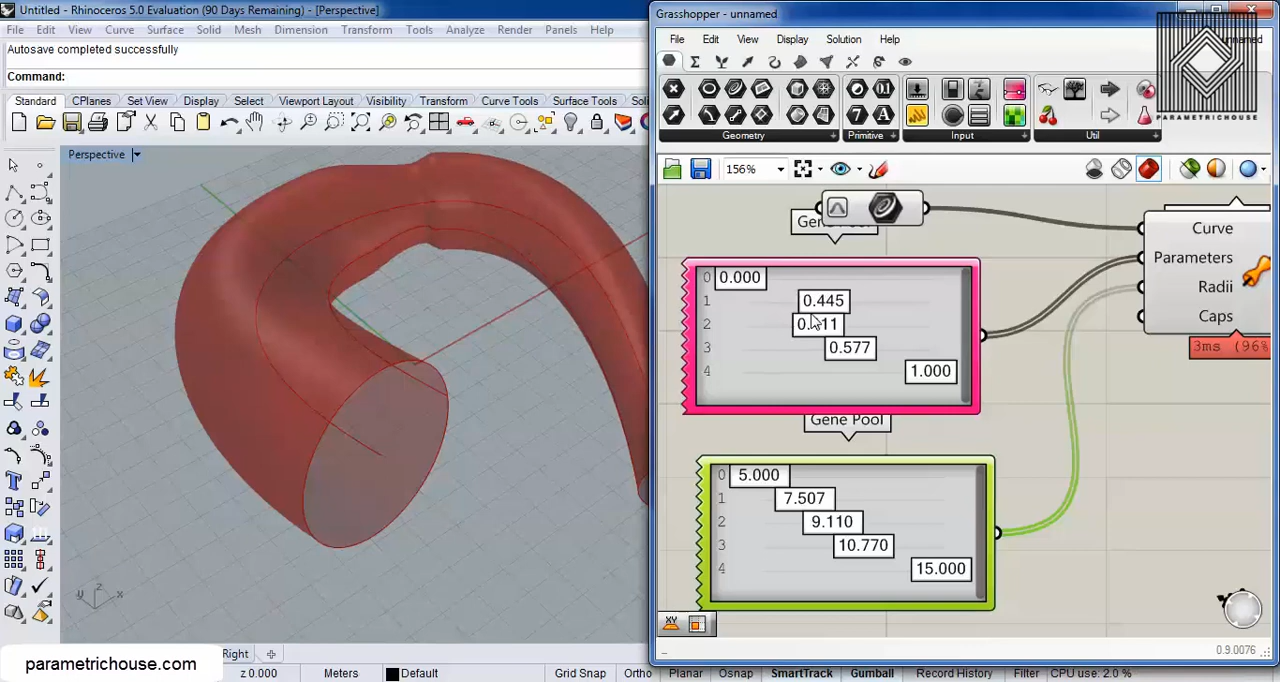 Untitled - Rhinoceros 5.0 Evaluation (90 Days Remaining) - [Perspective]
File Edit View Curve Surface Solid Mesh Dimension Transform Tools Analyze Render Panels Help
Autosave completed successfully
Command:
Standard CPlanes Set View Display Select Viewport Layout Visibility Transform Curve Tools Surface Tools Soli
Perspective
z
y x
Right
z 0.000 Meters Default Grid Snap Ortho Planar Osnap SmartTrack Gumball Record History Filter CPU use: 2.0 %
parametrichouse.com
Grasshopper - unnamed
File Edit View Display Solution Help
unnamed
PARAMETRICHOUSE
Geometry Primitive Input Util
156%
Gene Pool
0 0.000
1 0.445
2
3 0.577
4 1.000
Gene Pool
0 5.000
1 7.507
2 9.110
3 10.770
4 15.000
Curve
Parameters
Radii
Caps
3ms (96%
XY
0.9.0076